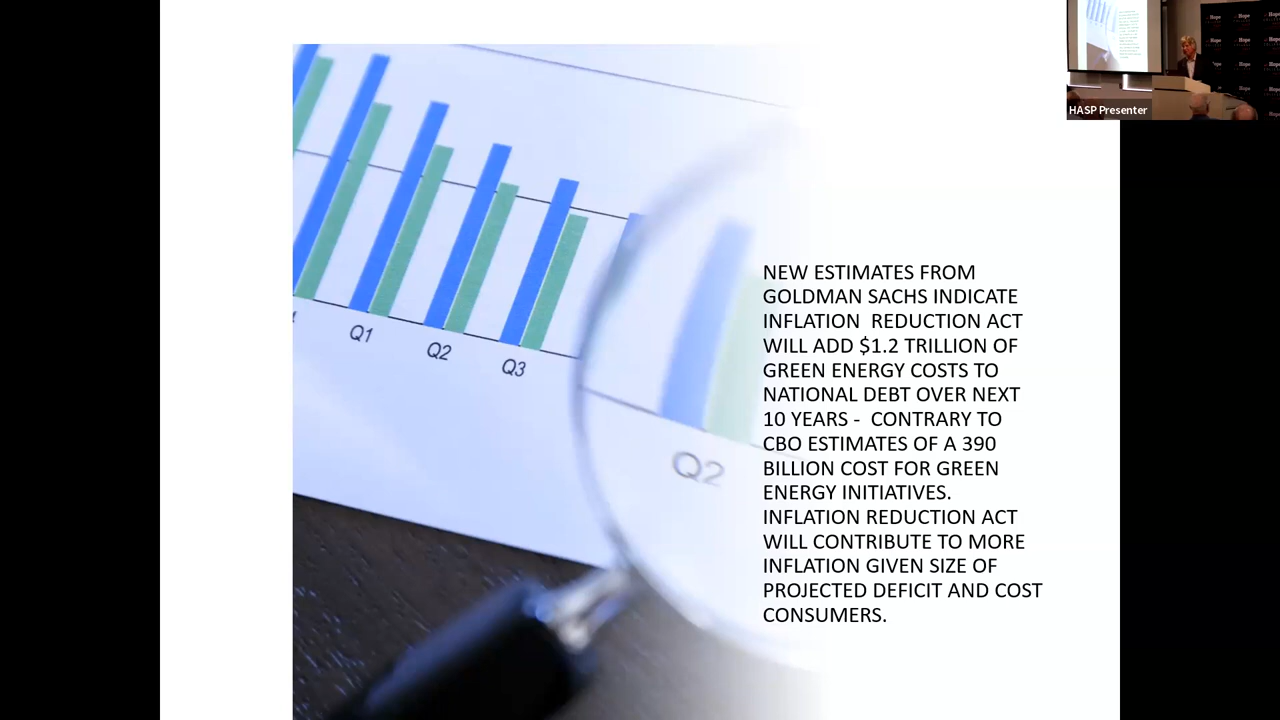 HASP Presenter
Hope
Hope
Hope
Q1
Q2
Q3
Q2
NEW ESTIMATES FROM
GOLDMAN SACHS INDICATE
INFLATION  REDUCTION ACT
WILL ADD $1.2 TRILLION OF
GREEN ENERGY COSTS TO
NATIONAL DEBT OVER NEXT
10 YEARS -  CONTRARY TO
CBO ESTIMATES OF A 390
BILLION COST FOR GREEN
ENERGY INITIATIVES.
INFLATION REDUCTION ACT
WILL CONTRIBUTE TO MORE
INFLATION GIVEN SIZE OF
PROJECTED DEFICIT AND COST
CONSUMERS.